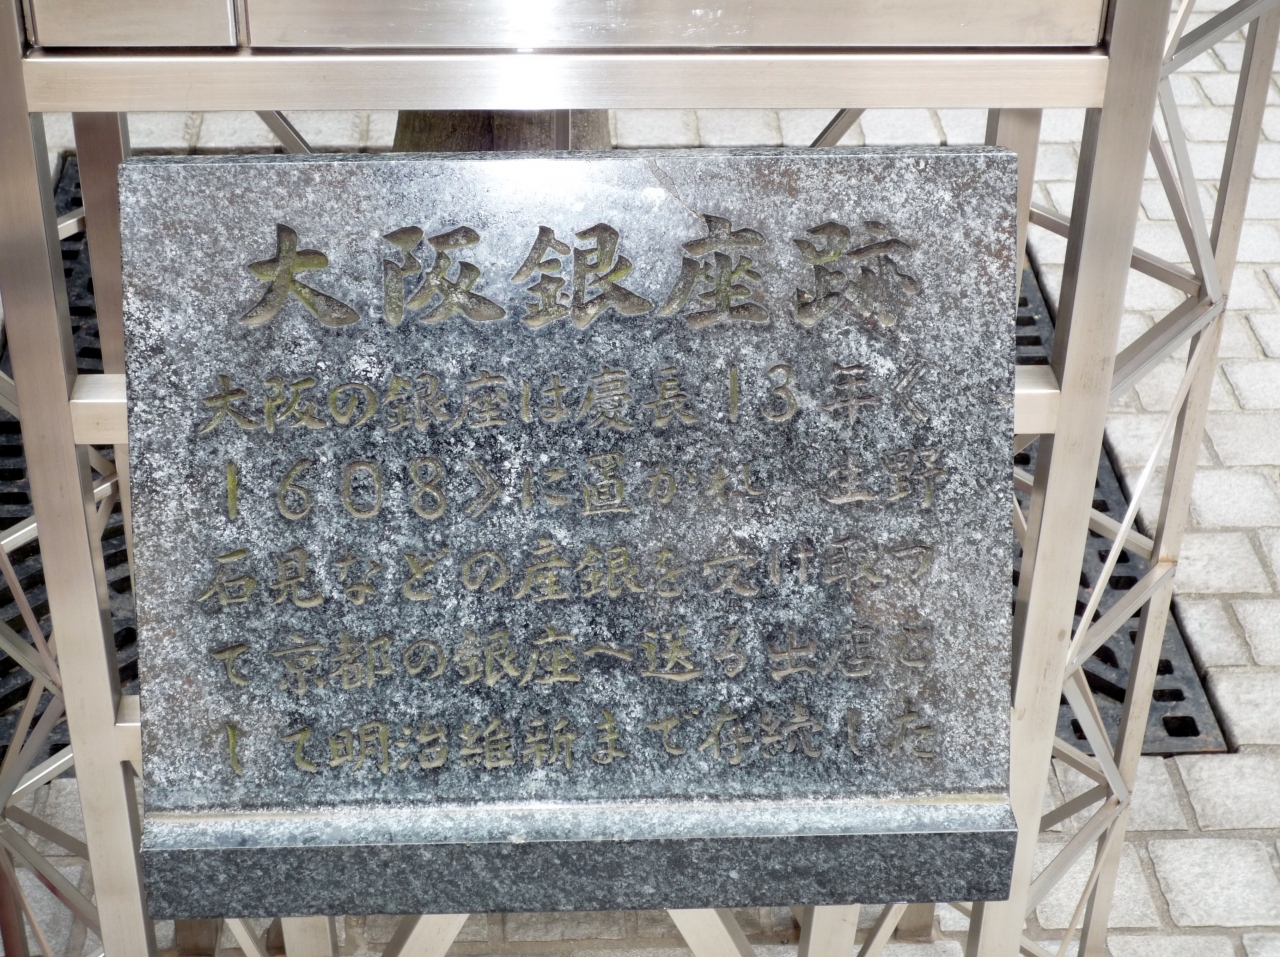 大阪銀座跡
大阪の銀座は慶長13年《
1608》に置かれ 生野
石見などの産銀を受け取つ
て京都の銀座へ送る出店と
して明治維新まで存続した